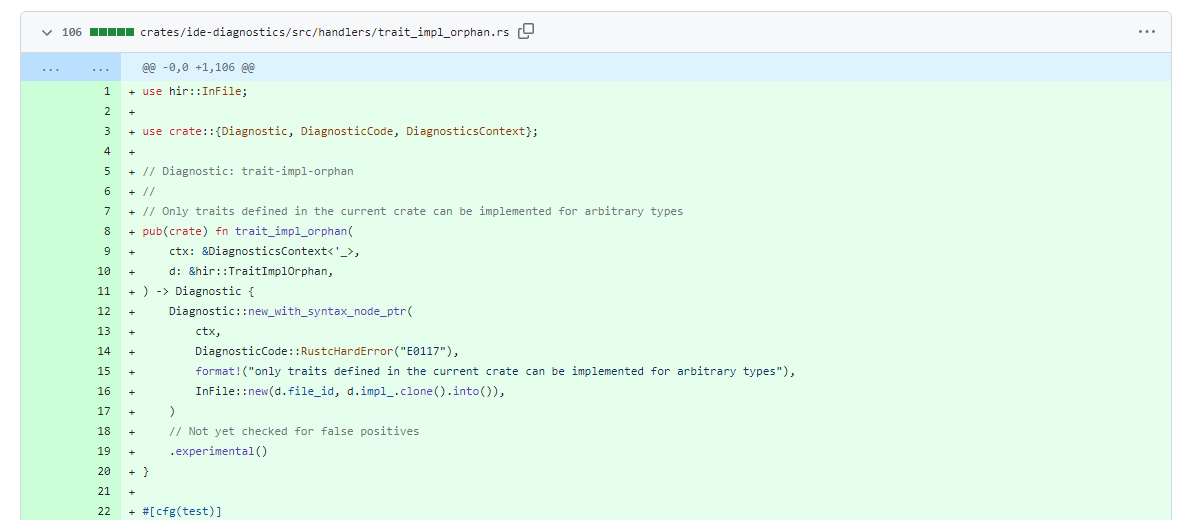 106 crates/ide-diagnostics/src/handlers/trait_impl_orphan.rs
... ... @@ -0,0 +1,106 @@
1 + use hir::InFile;
2 +
3 + use crate::{Diagnostic, DiagnosticCode, DiagnosticsContext};
4 +
5 + // Diagnostic: trait-impl-orphan
6 + //
7 + // Only traits defined in the current crate can be implemented for arbitrary types
8 + pub(crate) fn trait_impl_orphan(
9 +     ctx: &DiagnosticsContext<'_>,
10 +     d: &hir::TraitImplOrphan,
11 + ) -> Diagnostic {
12 +     Diagnostic::new_with_syntax_node_ptr(
13 +         ctx,
14 +         DiagnosticCode::RustcHardError("E0117"),
15 +         format!("only traits defined in the current crate can be implemented for arbitrary types"),
16 +         InFile::new(d.file_id, d.impl_.clone().into()),
17 +     )
18 +     // Not yet checked for false positives
19 +     .experimental()
20 + }
21 +
22 + #[cfg(test)]